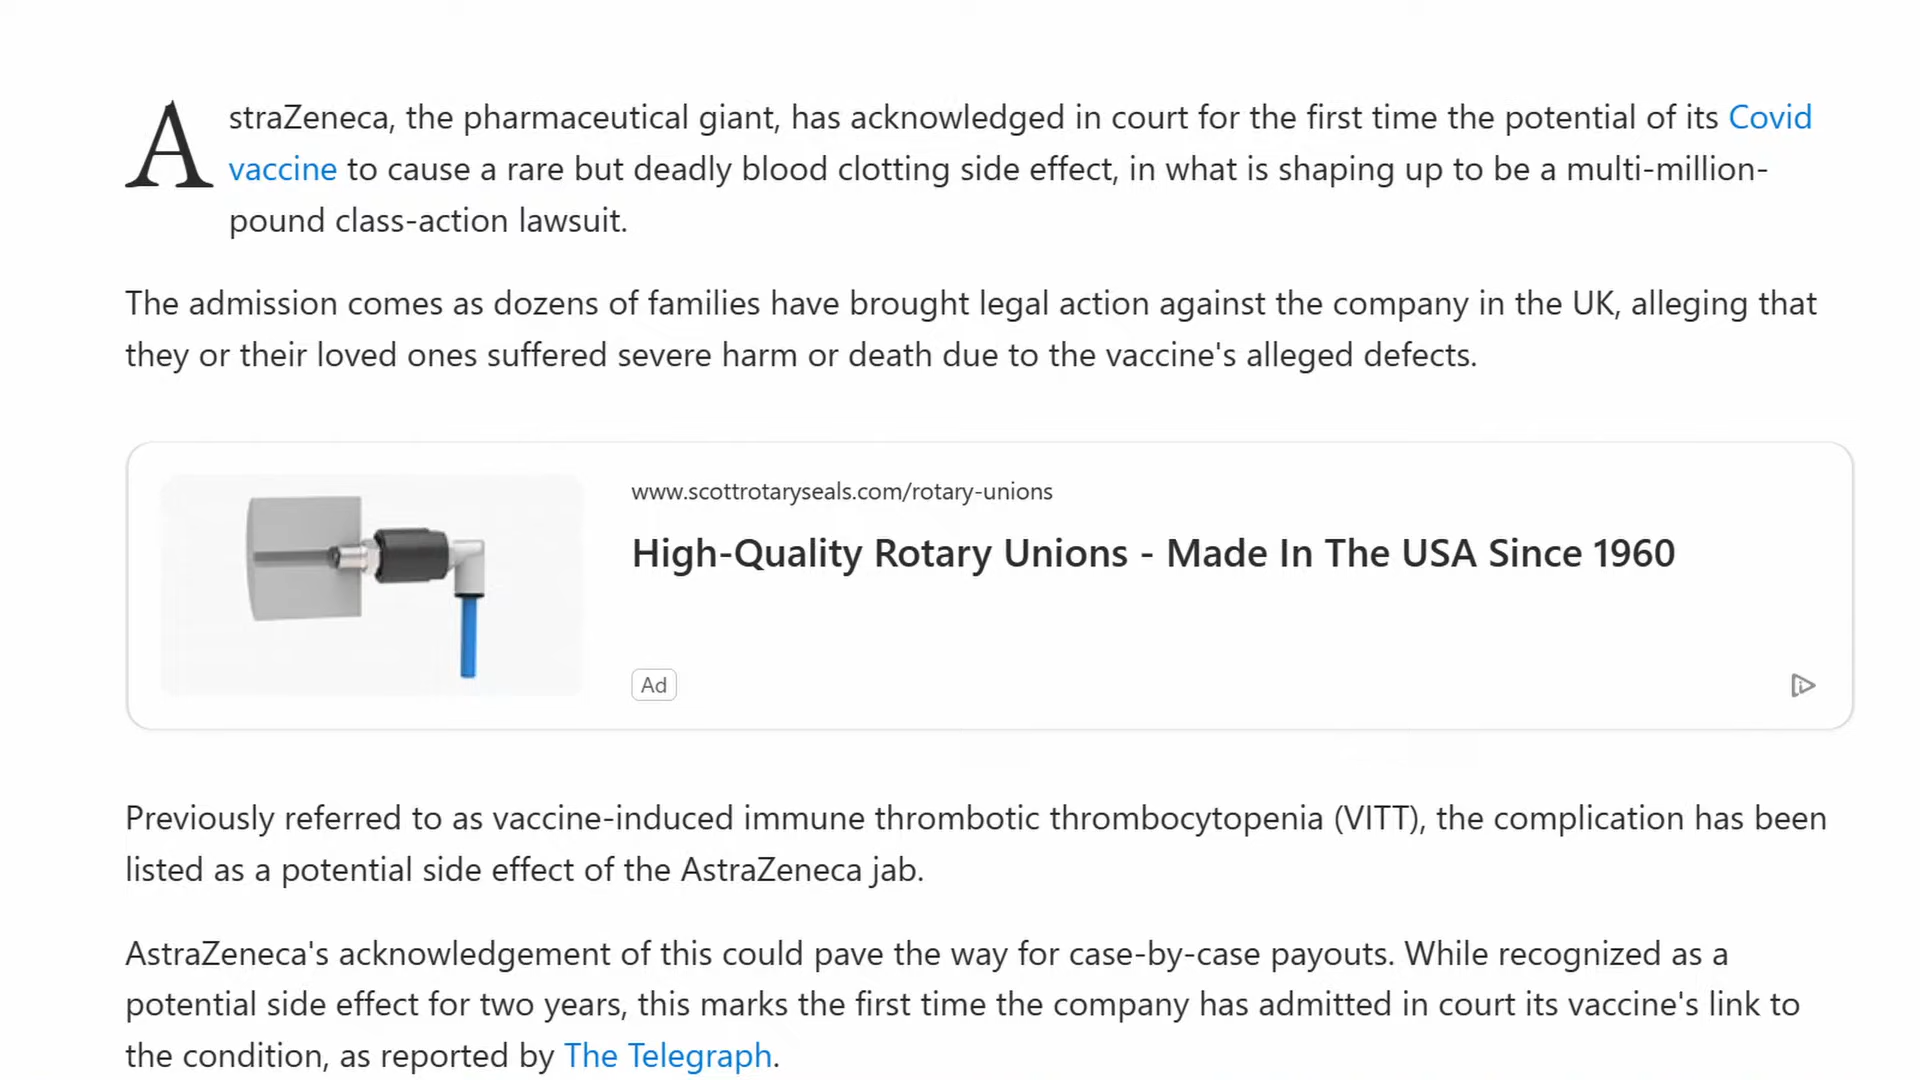 AstraZeneca, the pharmaceutical giant, has acknowledged in court for the first time the potential of its Covid
vaccine to cause a rare but deadly blood clotting side effect, in what is shaping up to be a multi-million-
pound class-action lawsuit.
The admission comes as dozens of families have brought legal action against the company in the UK, alleging that
they or their loved ones suffered severe harm or death due to the vaccine's alleged defects.
www.scottrotaryseals.com/rotary-unions
High-Quality Rotary Unions - Made In The USA Since 1960
Ad
Previously referred to as vaccine-induced immune thrombotic thrombocytopenia (VITT), the complication has been
listed as a potential side effect of the AstraZeneca jab.
AstraZeneca's acknowledgement of this could pave the way for case-by-case payouts. While recognized as a
potential side effect for two years, this marks the first time the company has admitted in court its vaccine's link to
the condition, as reported by The Telegraph.